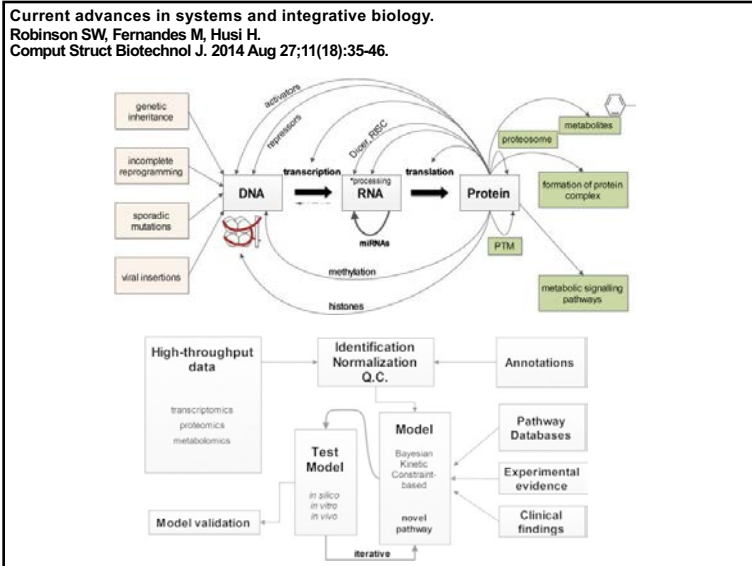 Current advances in systems and integrative biology.
Robinson SW, Fernandes M, Husi H.
Comput Struct Biotechnol J. 2014 Aug 27;11(18):35-46.
genetic
inheritance
incomplete
reprogramming
sporadic
mutations
viral insertions
activators
repressors
transcription
DNA
Dicer, RISC
*processing
RNA
miRNAs
translation
Protein
methylation
histones
proteosome
metabolites
formation of protein
complex
PTM
metabolic signalling
pathways
High-throughput
data
transcriptomics
proteomics
metabolomics
Identification
Normalization
Q.C.
Annotations
Test
Model
in silico
in vitro
in vivo
Model
Bayesian
Kinetic
Constraint-
based
novel
pathway
Pathway
Databases
Experimental
evidence
Clinical
findings
Model validation
iterative